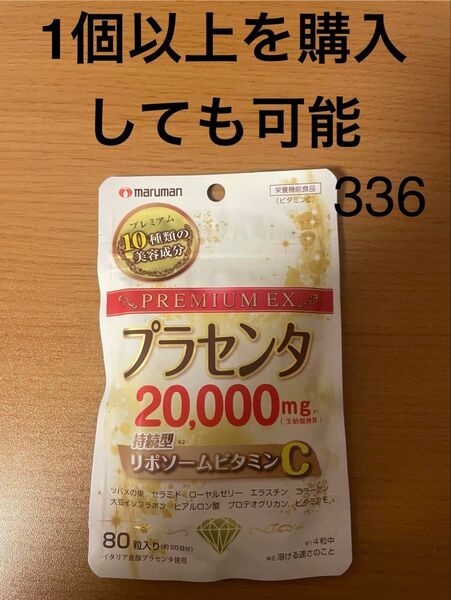 1個以上を購入
しても可能
336
maruman
栄養機能食品
(ビタミンC)
プレミアム
10種類の
美容成分
PREMIUM EX
プラセンタ
20,000mg ※1
(生胎盤換算)
持続型 ※2
リポソームビタミンC
ツバメの巣 セラミド ローヤルゼリー エラスチン コラーゲン
大豆イソフラボン ヒアルロン酸 プロテオグリカン ビタミンE
80粒入り(約20日分)
イタリア産豚プラセンタ使用
※1 4粒中
※2 溶ける速さのこと